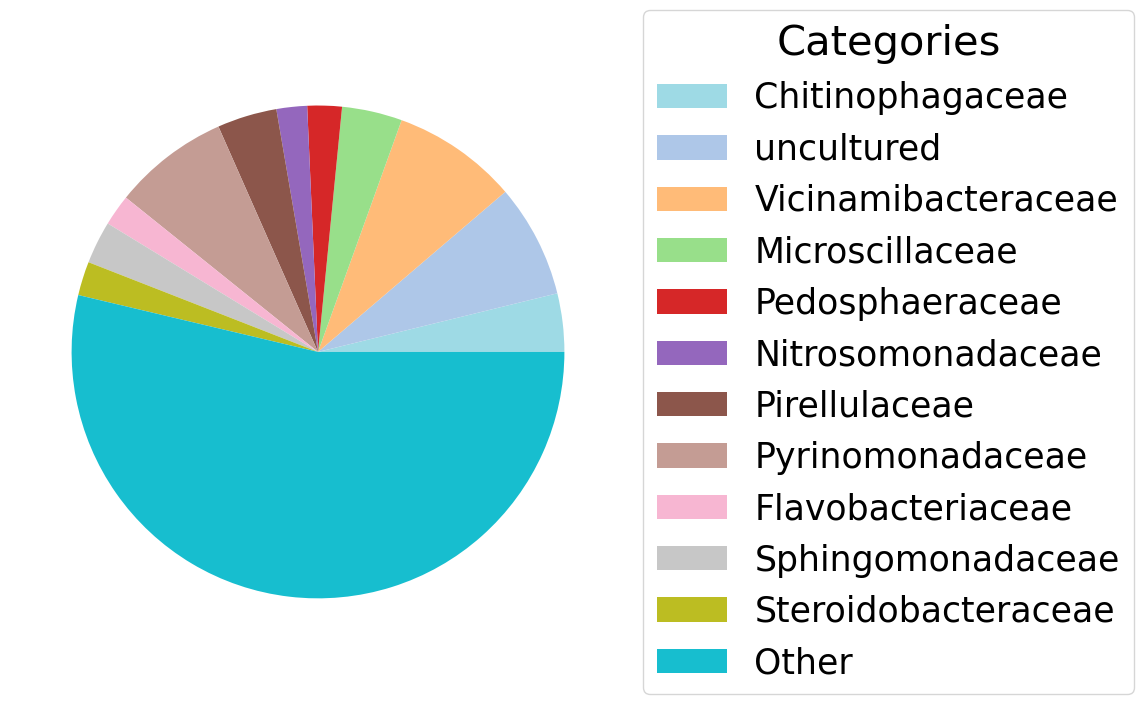 Categories
Chitinophagaceae
uncultured
Vicinamibacteraceae
Microscillaceae
Pedosphaeraceae
Nitrosomonadaceae
Pirellulaceae
Pyrinomonadaceae
Flavobacteriaceae
Sphingomonadaceae
Steroidobacteraceae
Other